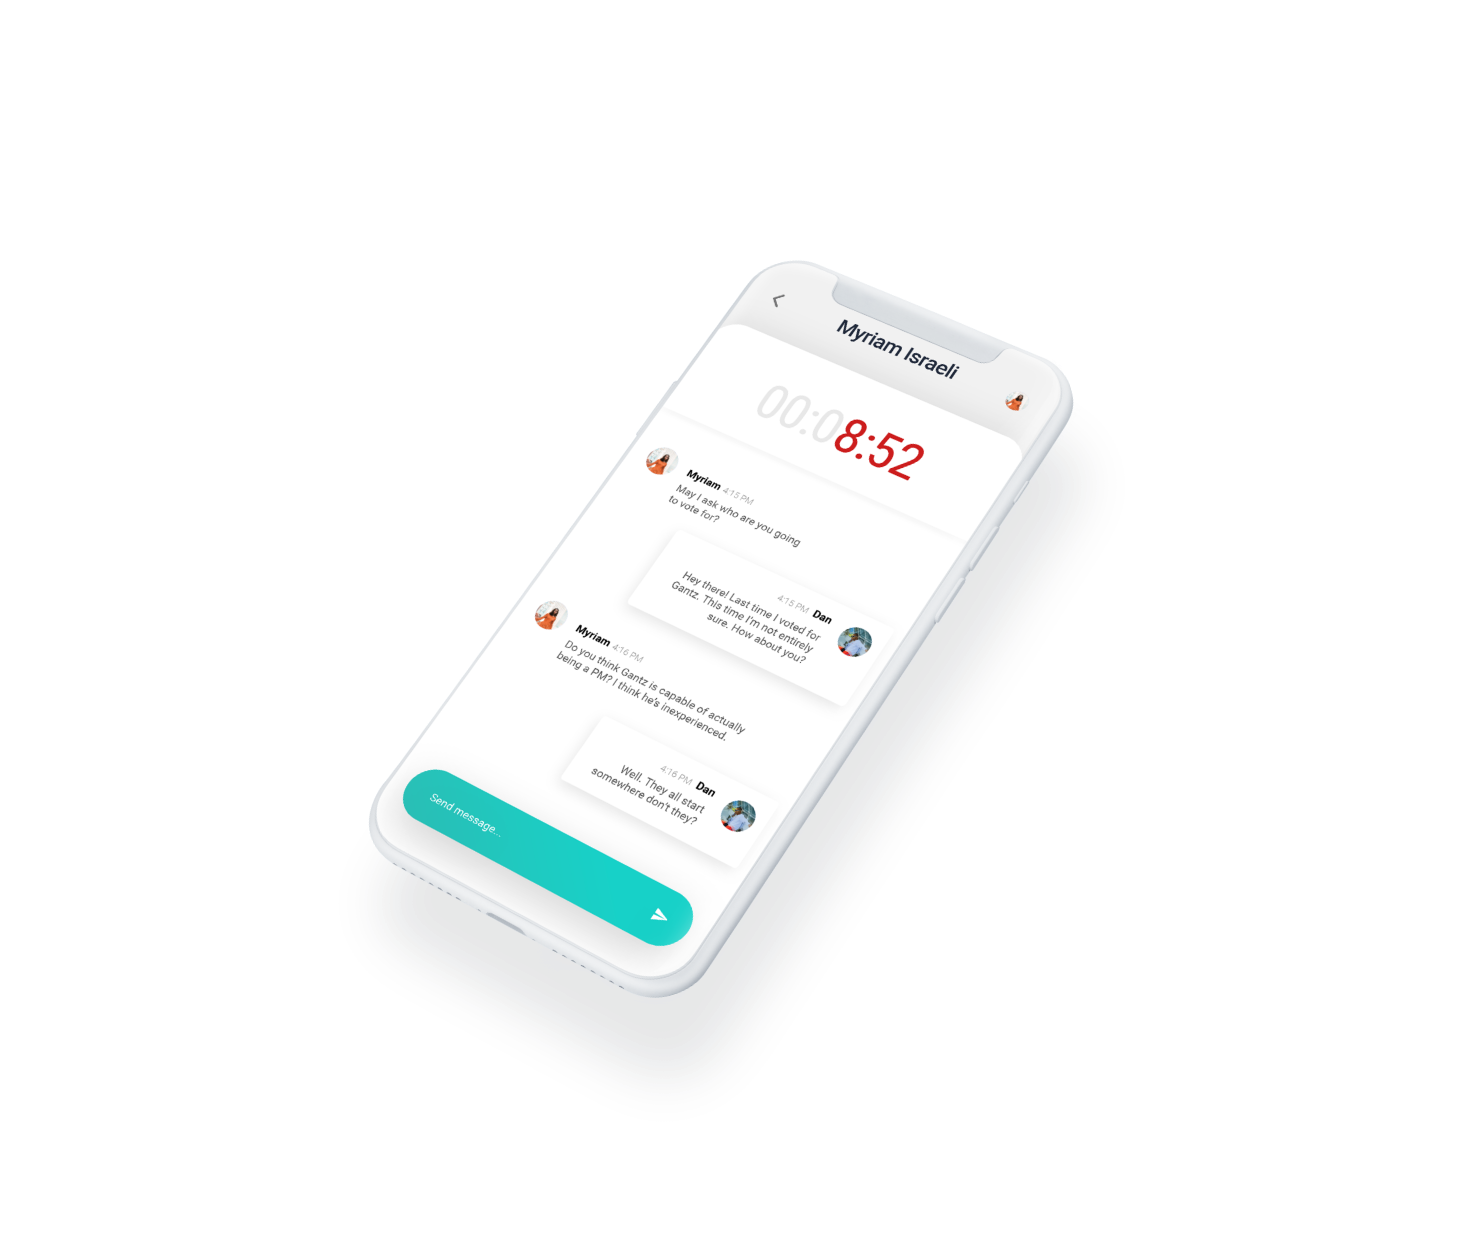 Myriam Israeli
00:08:52
Myriam 4:15 PM
May I ask who are you going
to vote for?
4:15 PM Dan
Hey there! Last time I voted for
Gantz. This time I'm not entirely
sure. How about you?
Myriam 4:16 PM
Do you think Gantz is capable of actually
being a PM? I think he's inexperienced.
4:16 PM Dan
Well. They all start
somewhere don't they?
Send message...